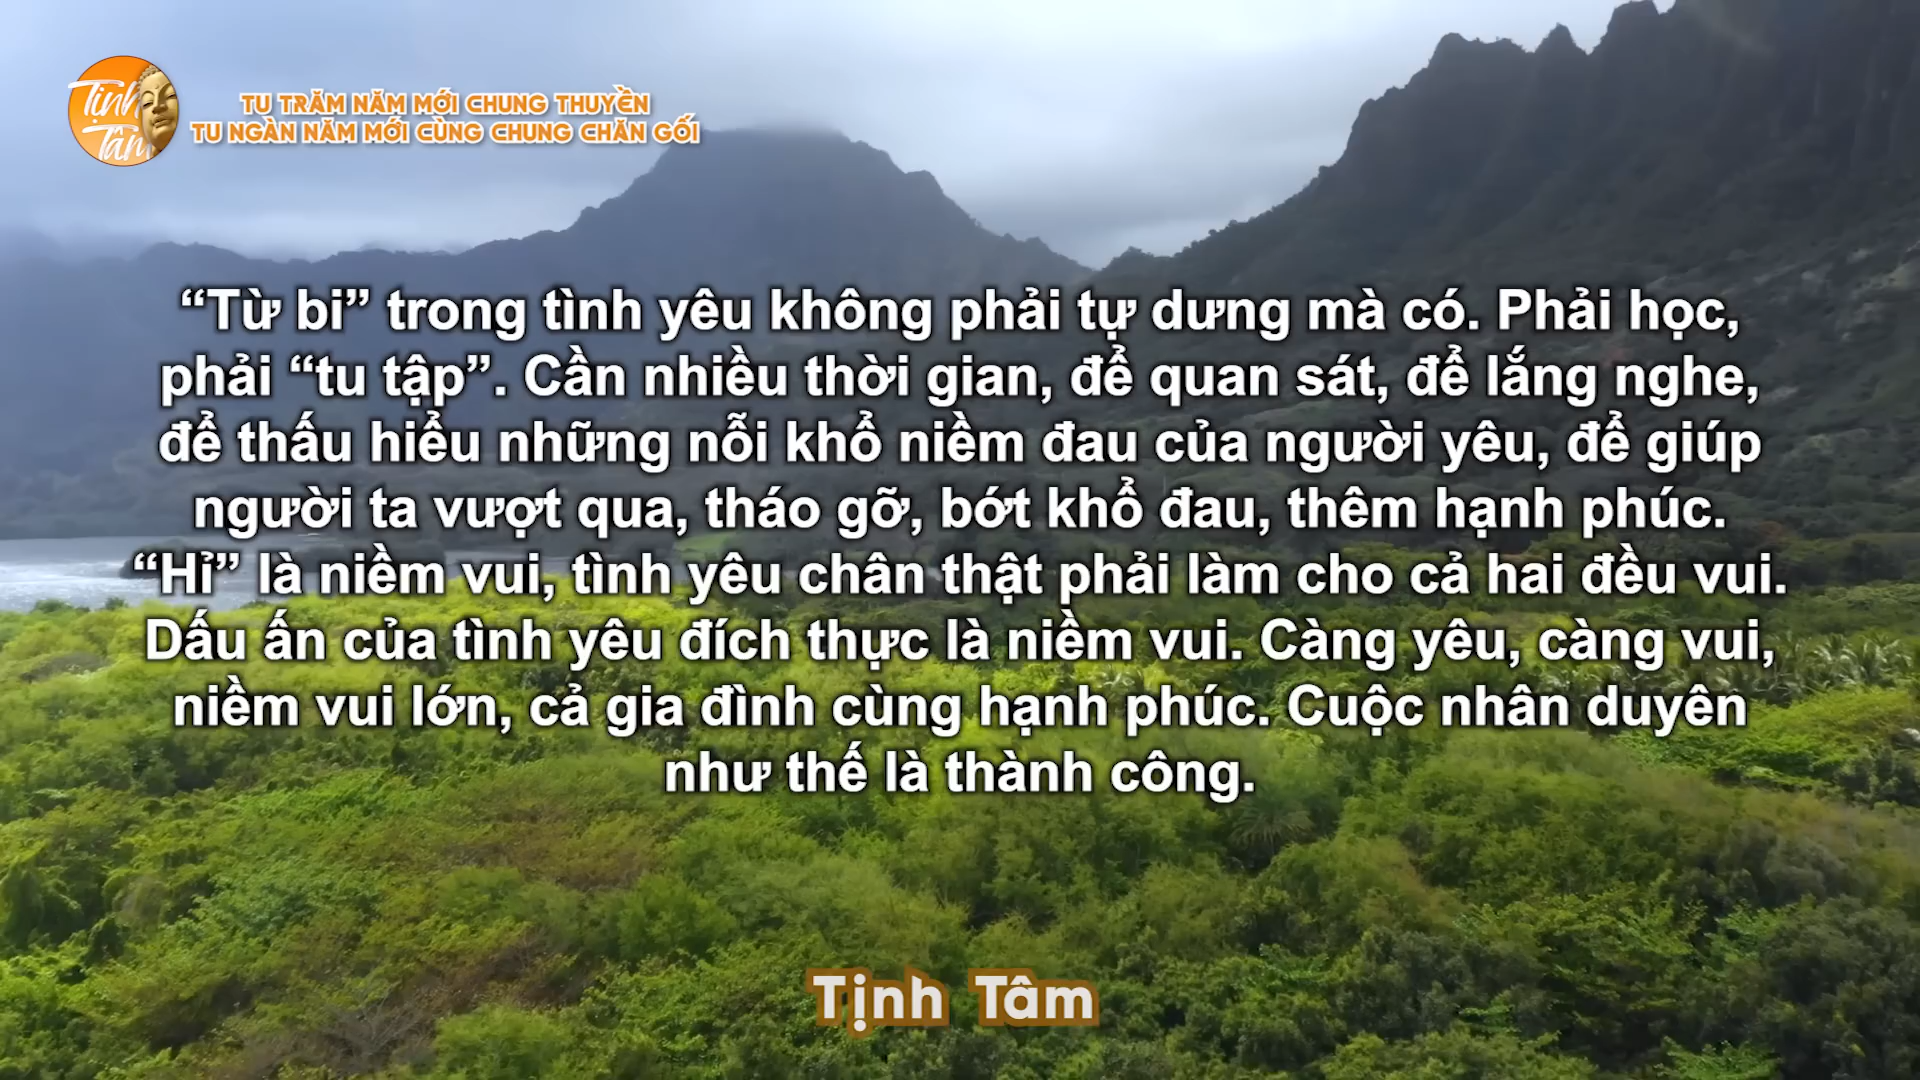 Tịnh
Tâm
TU TRĂM NĂM MỚI CHUNG THUYỀN
TU NGÀN NĂM MỚI CÙNG CHUNG CHĂN GỐI
“Từ bi” trong tình yêu không phải tự dưng mà có. Phải học,
phải “tu tập”. Cần nhiều thời gian, để quan sát, để lắng nghe,
để thấu hiểu những nỗi khổ niềm đau của người yêu, để giúp
người ta vượt qua, tháo gỡ, bớt khổ đau, thêm hạnh phúc.
“Hỉ” là niềm vui, tình yêu chân thật phải làm cho cả hai đều vui.
Dấu ấn của tình yêu đích thực là niềm vui. Càng yêu, càng vui,
niềm vui lớn, cả gia đình cùng hạnh phúc. Cuộc nhân duyên
như thế là thành công.
Tịnh Tâm